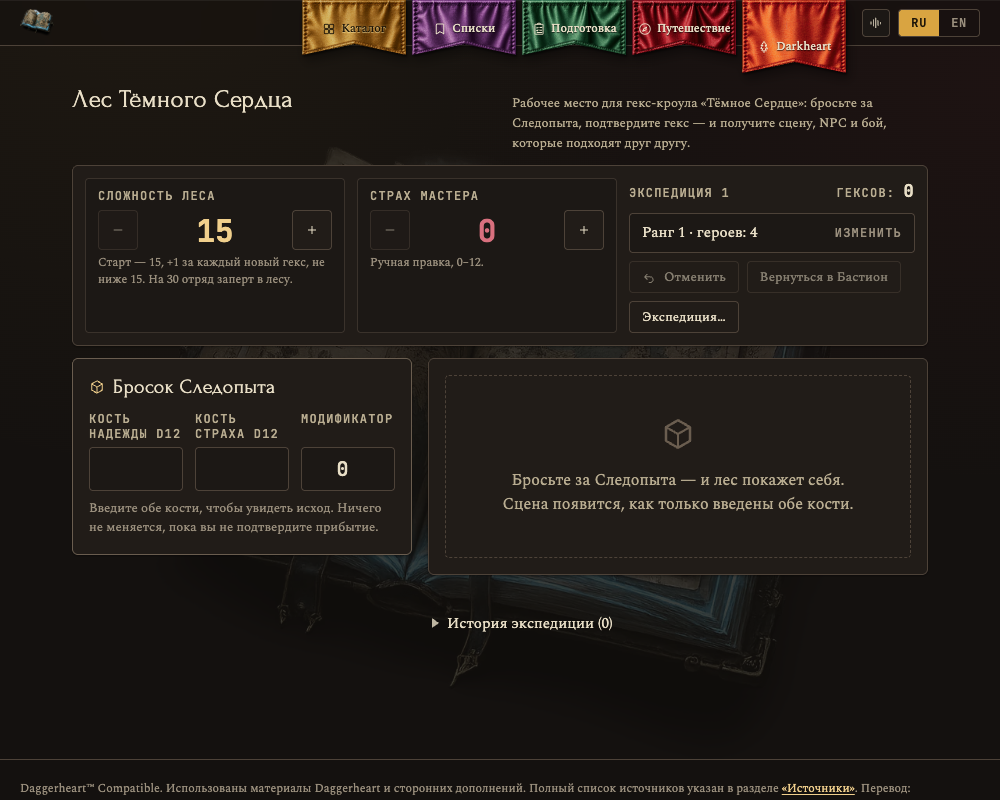 Каталог
Списки
Подготовка
Путешествие
Darkheart
RU
EN
Лес Тёмного Сердца
Рабочее место для гекс-кроула «Тёмное Сердце»: бросьте за
Следопыта, подтвердите гекс — и получите сцену, NPC и бой,
которые подходят друг другу.
СЛОЖНОСТЬ ЛЕСА
− 15 +
Старт — 15, +1 за каждый новый гекс, не
ниже 15. На 30 отряд заперт в лесу.
СТРАХ МАСТЕРА
− 0 +
Ручная правка, 0–12.
ЭКСПЕДИЦИЯ 1
ГЕКСОВ: 0
Ранг 1 · героев: 4
ИЗМЕНИТЬ
Отменить
Вернуться в Бастион
Экспедиция…
Бросок Следопыта
КОСТЬ
НАДЕЖДЫ D12
КОСТЬ
СТРАХА D12
МОДИФИКАТОР
0
Введите обе кости, чтобы увидеть исход. Ничего
не меняется, пока вы не подтвердите прибытие.
Бросьте за Следопыта — и лес покажет себя.
Сцена появится, как только введены обе кости.
История экспедиции (0)
Daggerheart™ Compatible. Использованы материалы Daggerheart и сторонних дополнений. Полный список источников указан в разделе «Источники». Перевод: